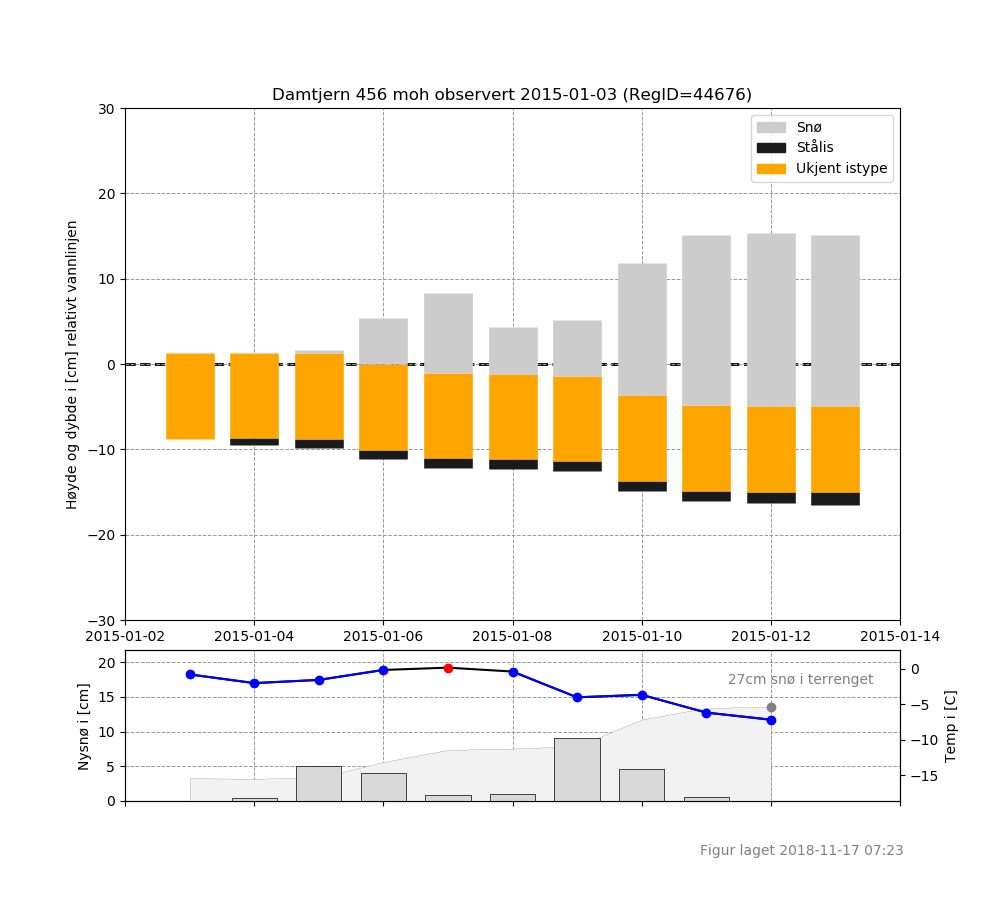 Damtjern 456 moh observert 2015-01-03 (RegID=44676)
Snø
Stålis
Ukjent istype
Høyde og dybde i [cm] relativt vannlinjen
30
20
10
0
−10
−20
−30
2015-01-02
2015-01-04
2015-01-06
2015-01-08
2015-01-10
2015-01-12
2015-01-14
Nysnø i [cm]
20
15
10
5
0
27cm snø i terrenget
0
−5
−10
−15
Temp i [C]
Figur laget 2018-11-17 07:23